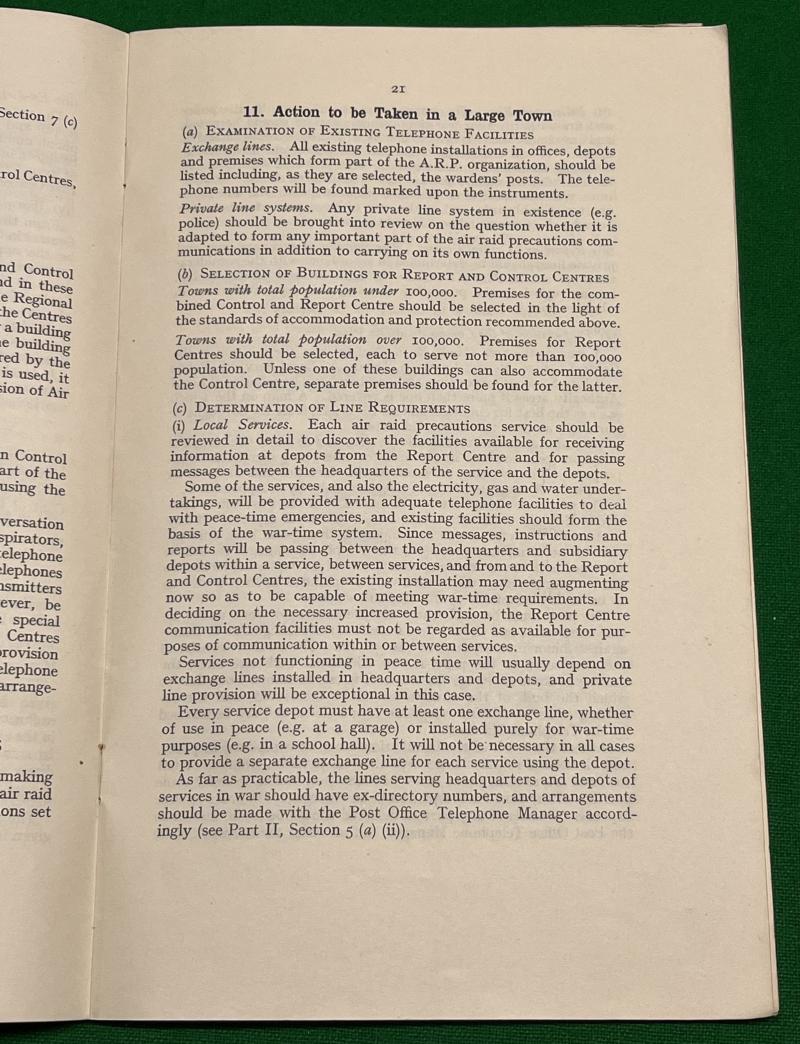 Section 7 (c)
rol Centres,
nd Control
nd in these
e Regional
the Centres
a building
e building
red by the
is used, it
sion of Air
n Control
art of the
using the
versation
spirators,
telephone
elephones
nsmitters
ever, be
special
Centres
provision
elephone
arrange-
making
air raid
ons set
21
11. Action to be Taken in a Large Town
(a) EXAMINATION OF EXISTING TELEPHONE FACILITIES
Exchange lines. All existing telephone installations in offices, depots
and premises which form part of the A.R.P. organization, should be
listed including, as they are selected, the wardens' posts. The tele-
phone numbers will be found marked upon the instruments.
Private line systems. Any private line system in existence (e.g.
police) should be brought into review on the question whether it is
adapted to form any important part of the air raid precautions com-
munications in addition to carrying on its own functions.
(b) SELECTION OF BUILDINGS FOR REPORT AND CONTROL CENTRES
Towns with total population under 100,000. Premises for the com-
bined Control and Report Centre should be selected in the light of
the standards of accommodation and protection recommended above.
Towns with total population over 100,000. Premises for Report
Centres should be selected, each to serve not more than 100,000
population. Unless one of these buildings can also accommodate
the Control Centre, separate premises should be found for the latter.
(c) DETERMINATION OF LINE REQUIREMENTS
(i) Local Services. Each air raid precautions service should be
reviewed in detail to discover the facilities available for receiving
information at depots from the Report Centre and for passing
messages between the headquarters of the service and the depots.
Some of the services, and also the electricity, gas and water under-
takings, will be provided with adequate telephone facilities to deal
with peace-time emergencies, and existing facilities should form the
basis of the war-time system. Since messages, instructions and
reports will be passing between the headquarters and subsidiary
depots within a service, between services, and from and to the Report
and Control Centres, the existing installation may need augmenting
now so as to be capable of meeting war-time requirements. In
deciding on the necessary increased provision, the Report Centre
communication facilities must not be regarded as available for pur-
poses of communication within or between services.
Services not functioning in peace time will usually depend on
exchange lines installed in headquarters and depots, and private
line provision will be exceptional in this case.
Every service depot must have at least one exchange line, whether
of use in peace (e.g. at a garage) or installed purely for war-time
purposes (e.g. in a school hall). It will not be necessary in all cases
to provide a separate exchange line for each service using the depot.
As far as practicable, the lines serving headquarters and depots of
services in war should have ex-directory numbers, and arrangements
should be made with the Post Office Telephone Manager accord-
ingly (see Part II, Section 5 (a) (ii)).